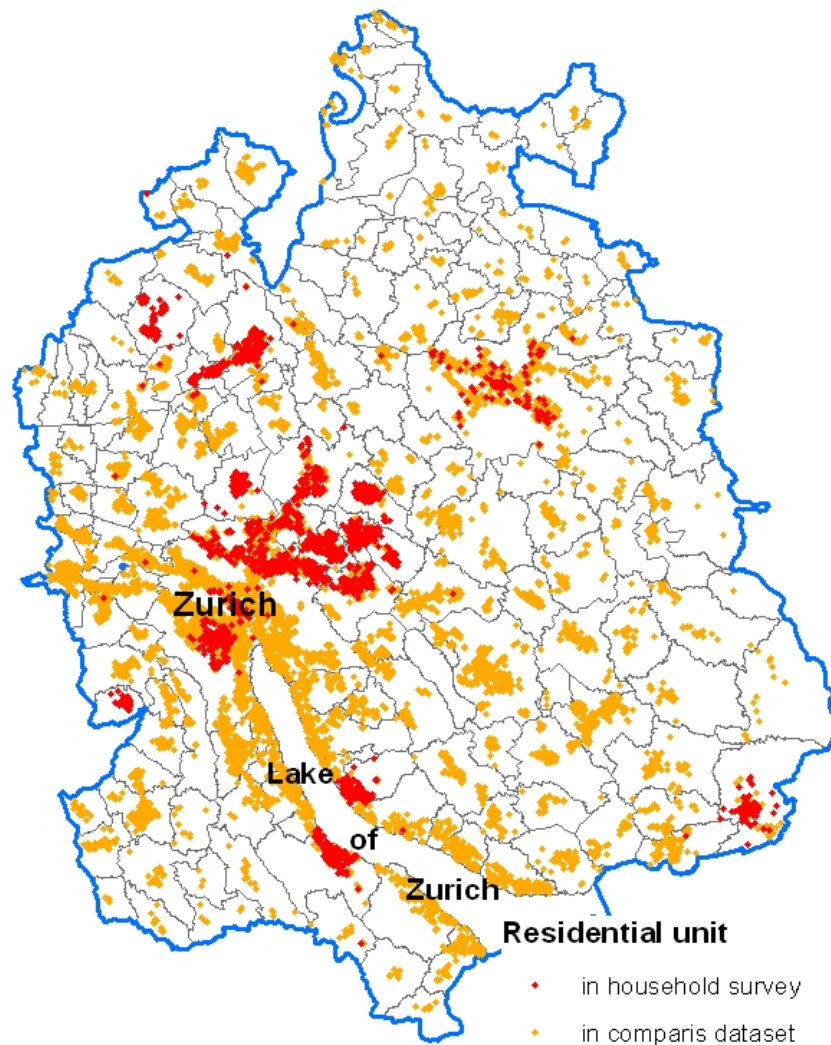 Zurich
Lake
of
Zurich
Residential unit
in household survey
in comparis dataset